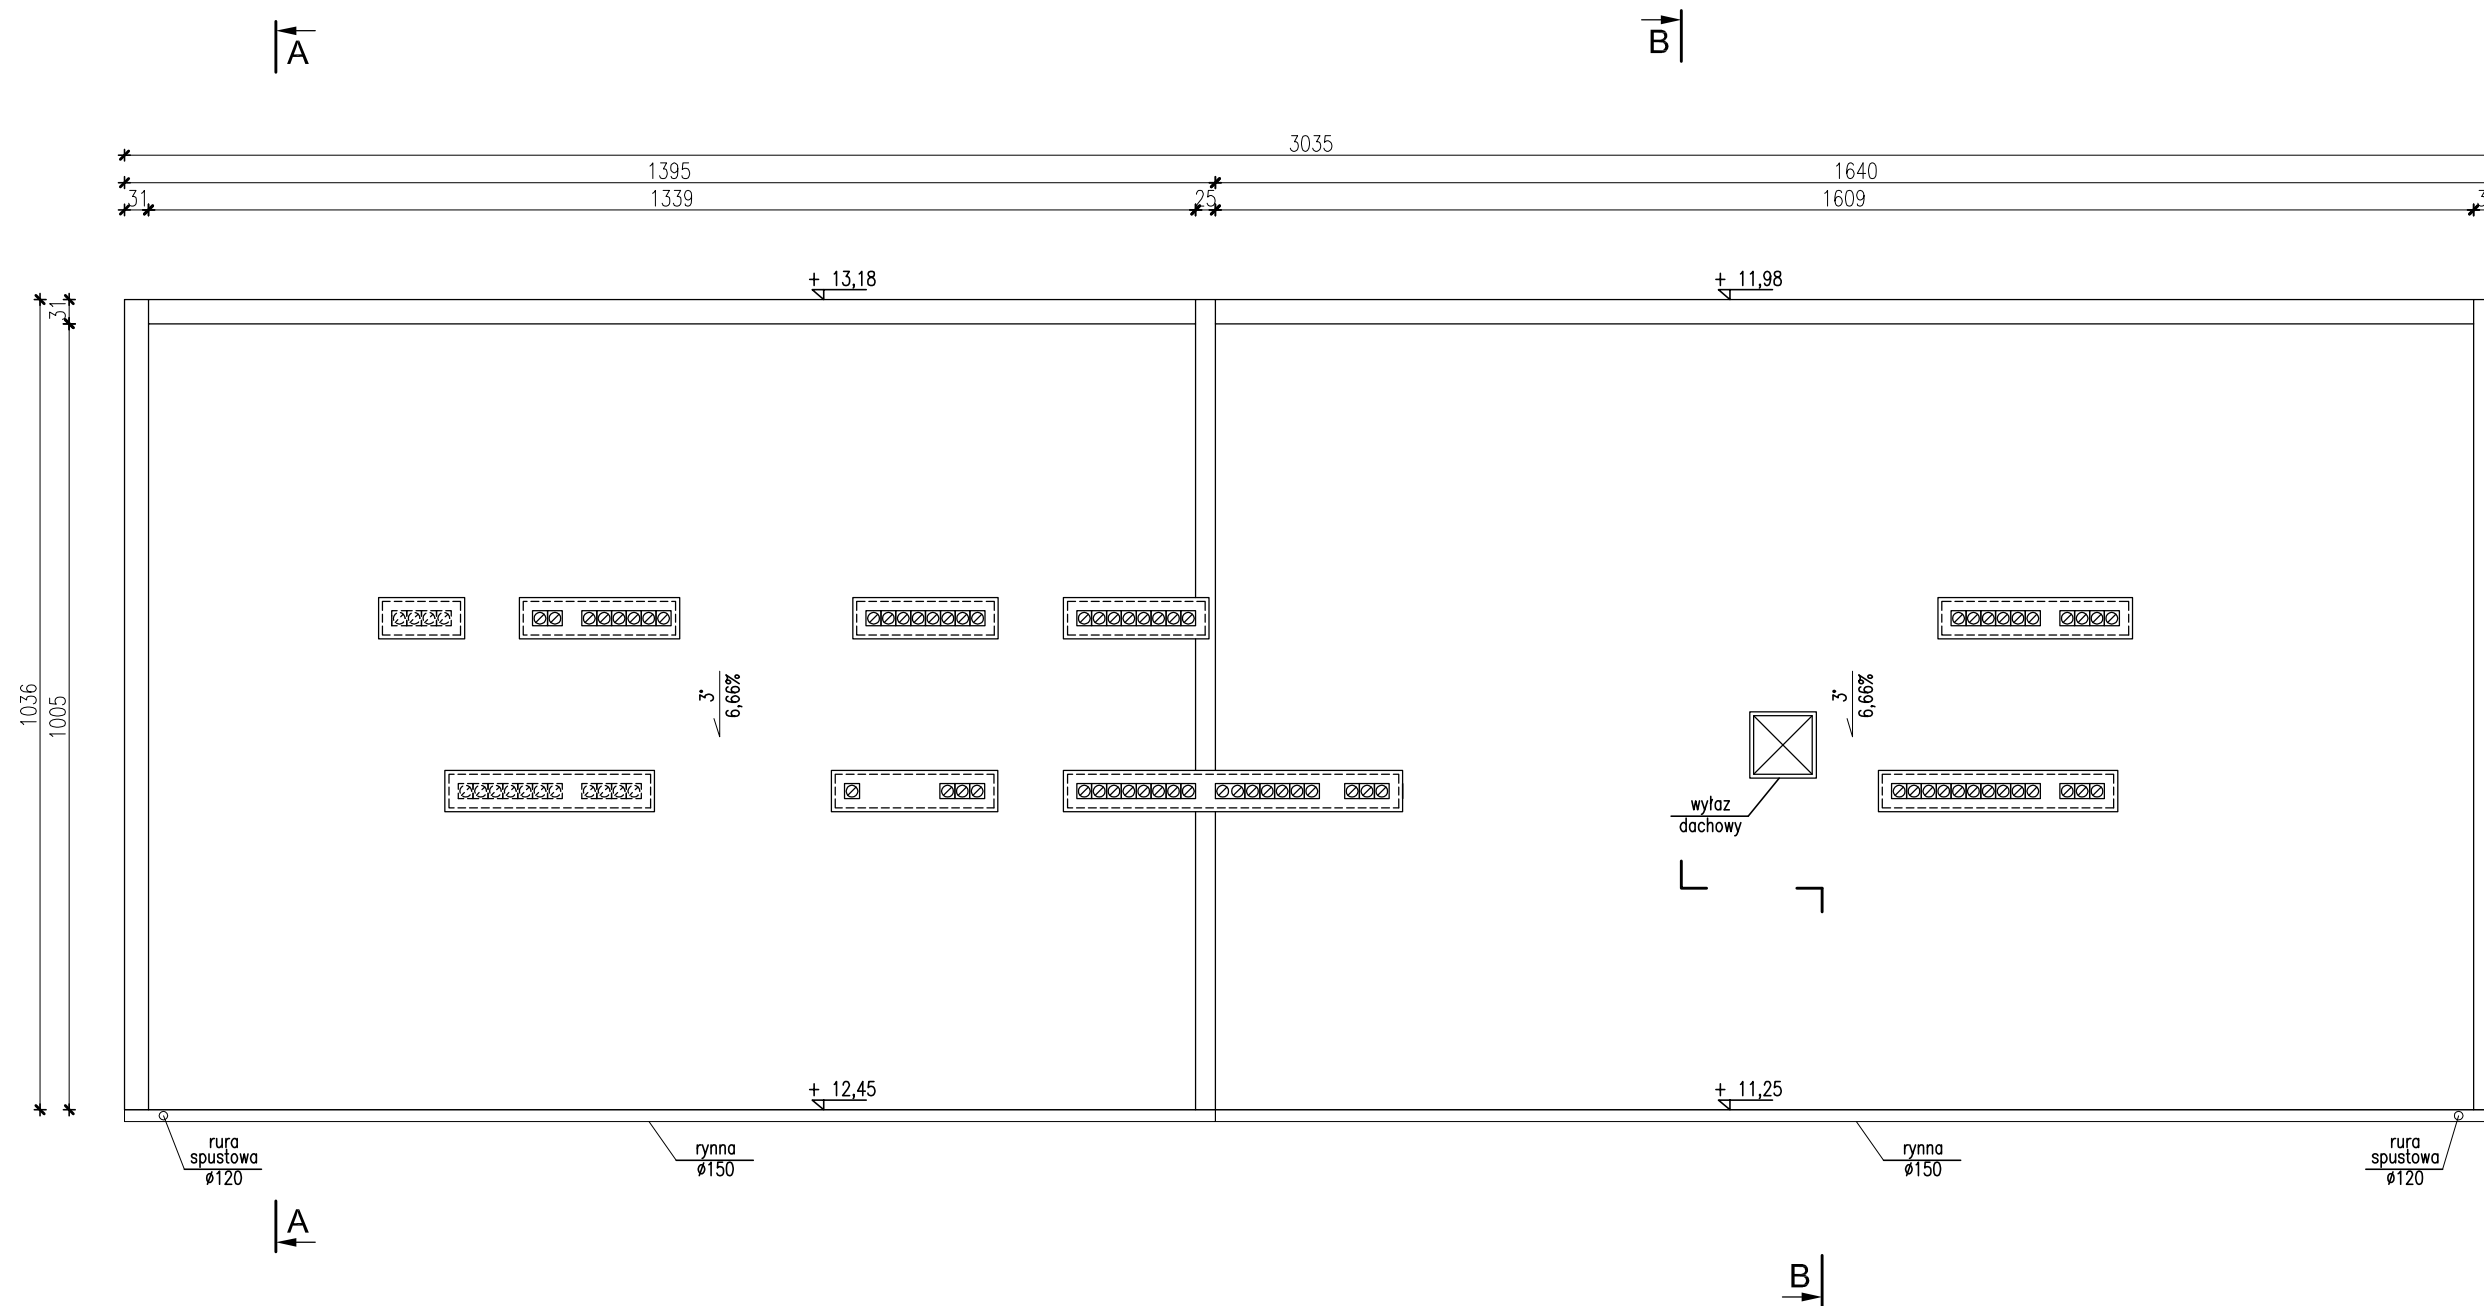 A
B
3035
1395
1640
31
1339
25
1609
3
+ 13,18
+ 11,98
31
1036
1005
3°
6,66%
3°
6,66%
wyłaz
dachowy
+ 12,45
+ 11,25
rura
spustowa
ø120
rynna
ø150
rynna
ø150
rura
spustowa
ø120
A
B